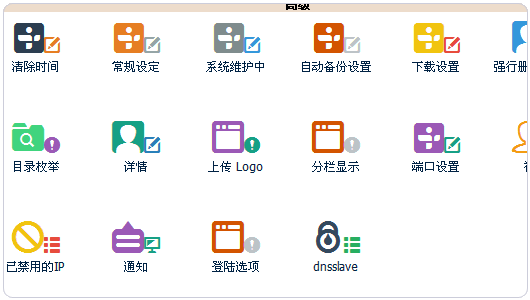 高级
清除时间 常规设定 系统维护中 自动备份设置 下载设置 强行删
目录枚举 详情 上传 Logo 分栏显示 端口设置
已禁用的IP 通知 登陆选项 dnsslave